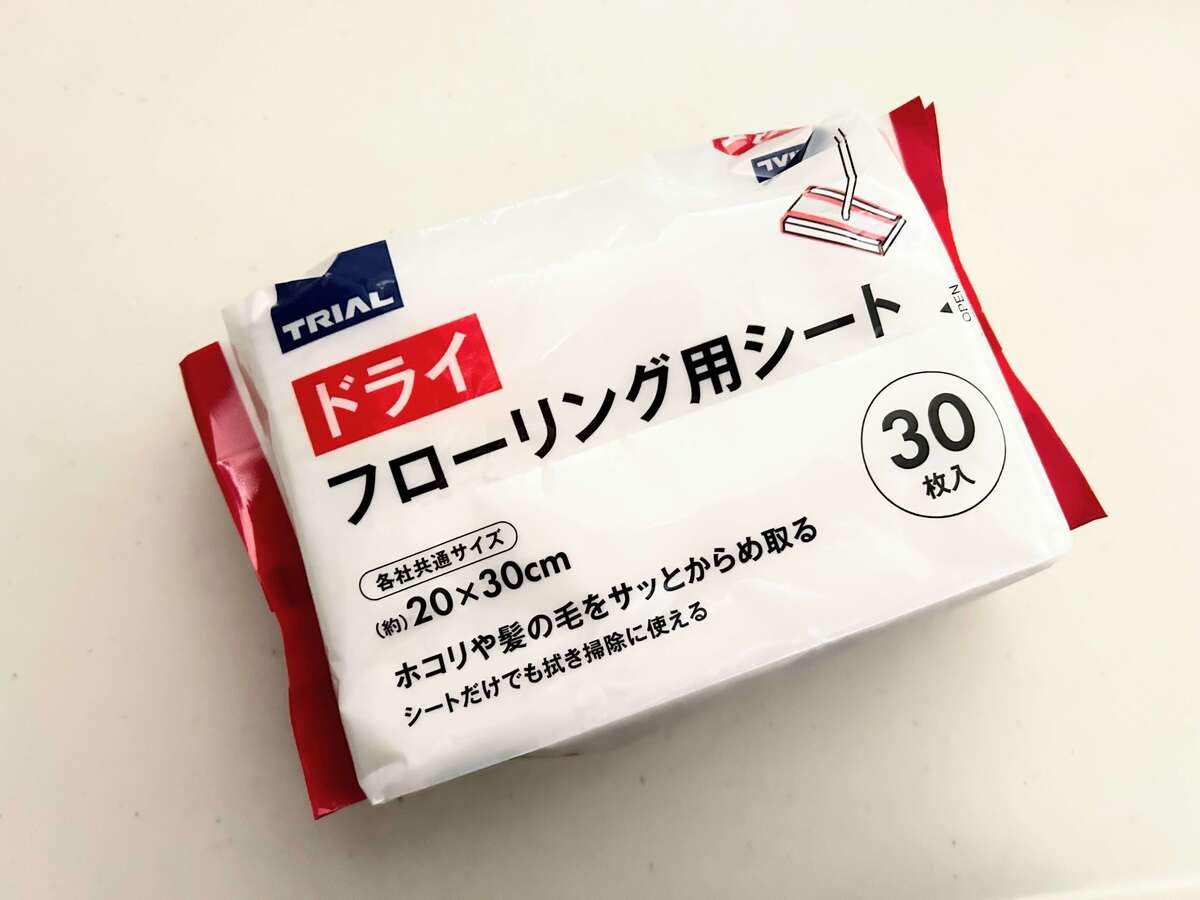 TRIAL
ドライ
フローリング用シート
OPEN
30
枚入
各社共通サイズ
(約)20×30cm
ホコリや髪の毛をサッとからめ取る
シートだけでも拭き掃除に使える